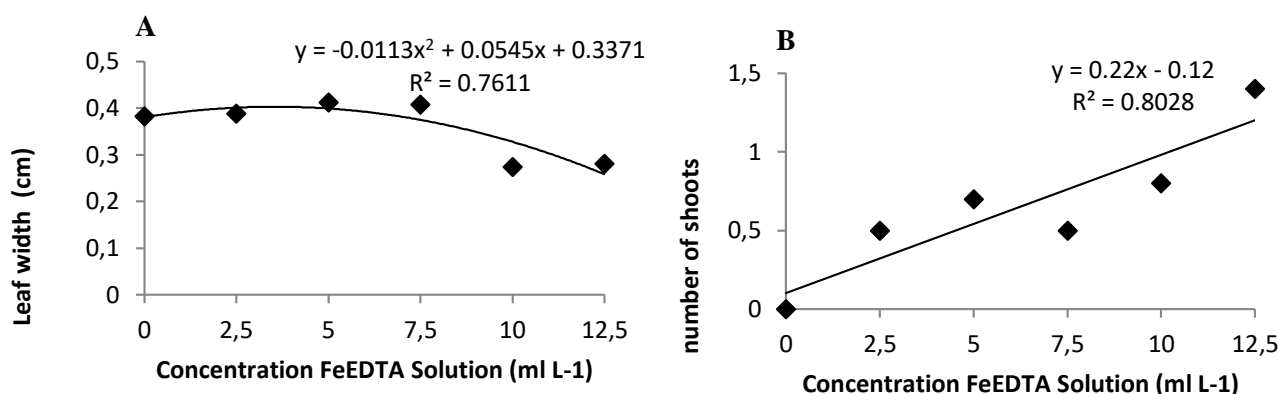 A
y = -0.0113x² + 0.0545x + 0.3371
R² = 0.7611
0,5
0,4
0,3
0,2
0,1
0
Leaf width (cm)
0 2,5 5 7,5 10 12,5
Concentration FeEDTA Solution (ml L-1)
B
y = 0.22x - 0.12
R² = 0.8028
1,5
1
0,5
0
number of shoots
0 2,5 5 7,5 10 12,5
Concentration FeEDTA Solution (ml L-1)